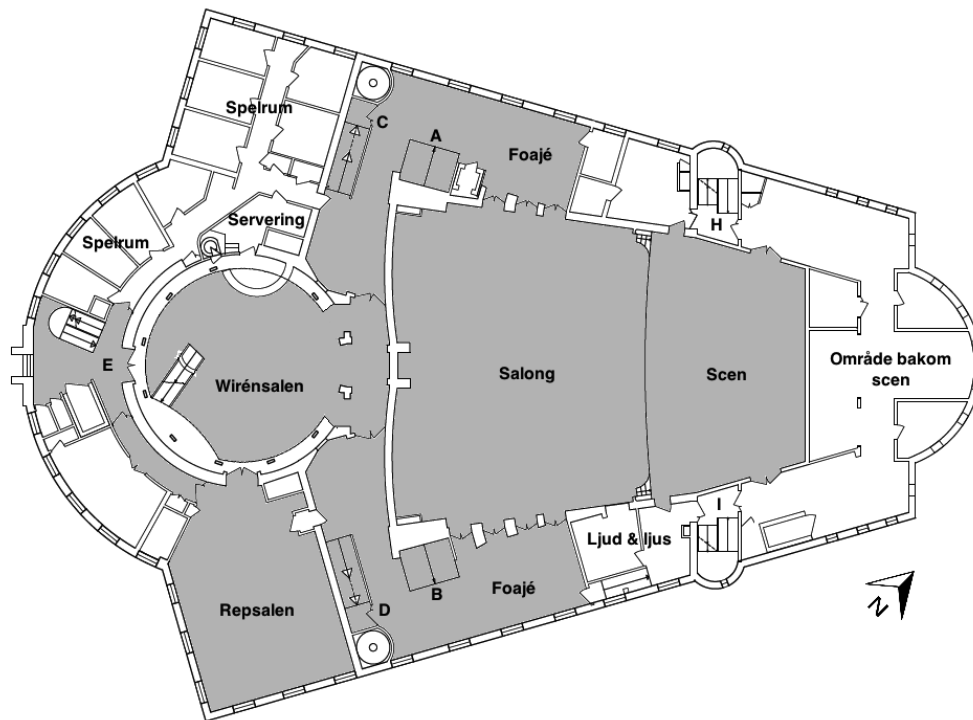 C
A
Spelrum
Foajé
H
Servering
Spelrum
E
Wirénsalen
Salong
Scen
Område bakom
scen
I
Ljud & ljus
B
Foajé
D
Repsalen
N